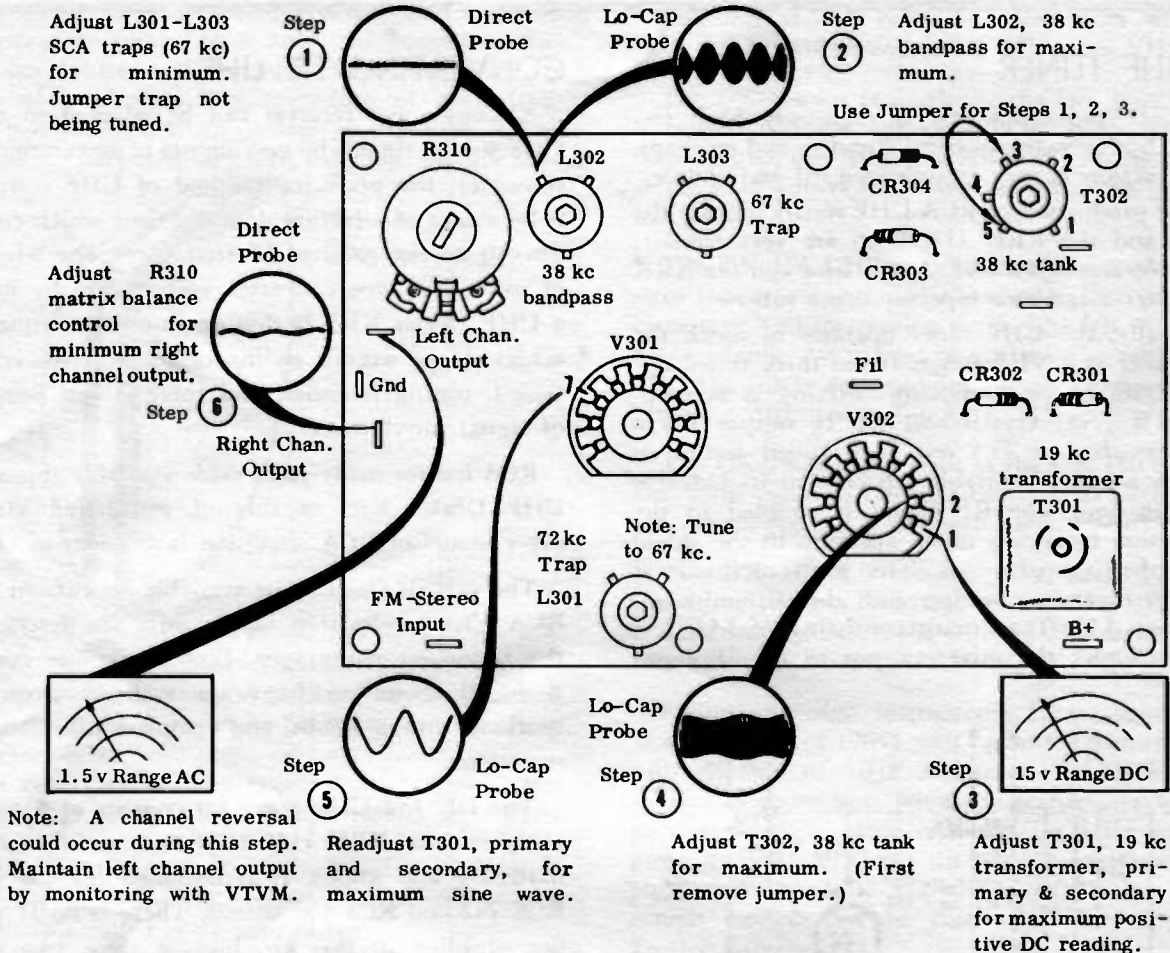 Adjust L301-L303
SCA traps (67 kc)
for minimum.
Jumper trap not
being tuned.
Step
1
Direct
Probe
Lo-Cap
Probe
Step
2
Adjust L302, 38 kc
bandpass for maxi-
mum.
Use Jumper for Steps 1, 2, 3.
R310
L302
L303
67 kc
Trap
38 kc
bandpass
CR304
CR303
3
2
4
5
1
T302
38 kc tank
Direct
Probe
Adjust R310
matrix balance
control for
minimum right
channel output.
Step
6
Left Chan.
Output
Gnd
Right Chan.
Output
V301
7
Fil
CR302
CR301
V302
2
1
19 kc
transformer
T301
72 kc
Trap
L301
Note: Tune
to 67 kc.
FM-Stereo
Input
B+
.1.5 v Range AC
Note: A channel reversal
could occur during this step.
Maintain left channel output
by monitoring with VTVM.
Step
5
Lo-Cap
Probe
Readjust T301, primary
and secondary, for
maximum sine wave.
Lo-Cap
Probe
Step
4
Adjust T302, 38 kc tank
for maximum. (First
remove jumper.)
Step
3
15 v Range DC
Adjust T301, 19 kc
transformer, pri-
mary & secondary
for maximum posi-
tive DC reading.